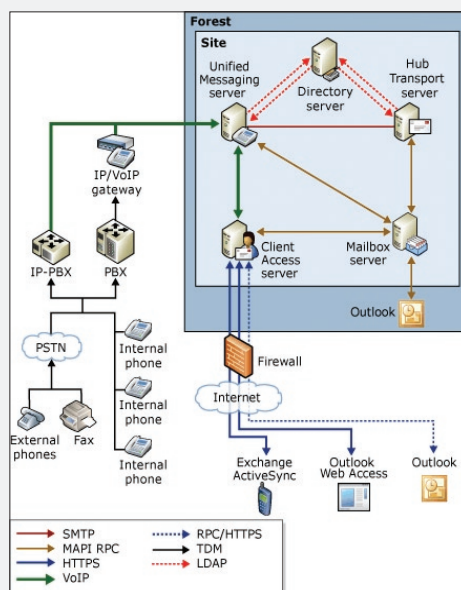 Forest
Site
Unified
Messaging
server
Directory
server
Hub
Transport
server
IP/VoIP
gateway
IP-PBX
PBX
Client
Access
server
Mailbox
server
Outlook
PSTN
Internal
phone
Firewall
Internet
Internal
phone
External
phones
Fax
Internal
phone
Exchange
ActiveSync
Outlook
Web Access
Outlook
SMTP
MAPI RPC
HTTPS
VoIP
RPC/HTTPS
TDM
LDAP